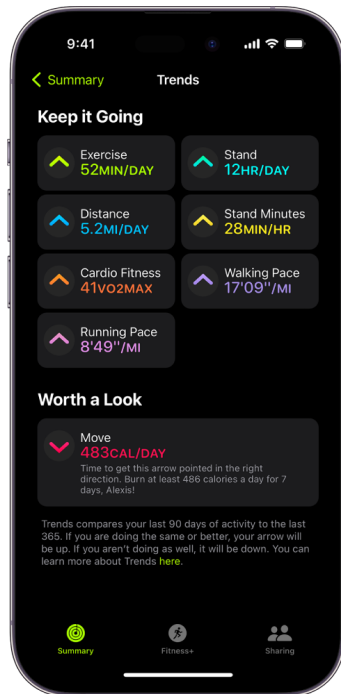 9:41
Summary
Trends
Keep it Going
Exercise
52MIN/DAY
Stand
12HR/DAY
Distance
5.2MI/DAY
Stand Minutes
28MIN/HR
Cardio Fitness
41VO2MAX
Walking Pace
17'09"/MI
Running Pace
8'49"/MI
Worth a Look
Move
483CAL/DAY
Time to get this arrow pointed in the right
direction. Burn at least 486 calories a day for 7
days, Alexis!
Trends compares your last 90 days of activity to the last
365. If you are doing the same or better, your arrow will
be up. If you aren't doing as well, it will be down. You can
learn more about Trends here.
Summary
Fitness+
Sharing